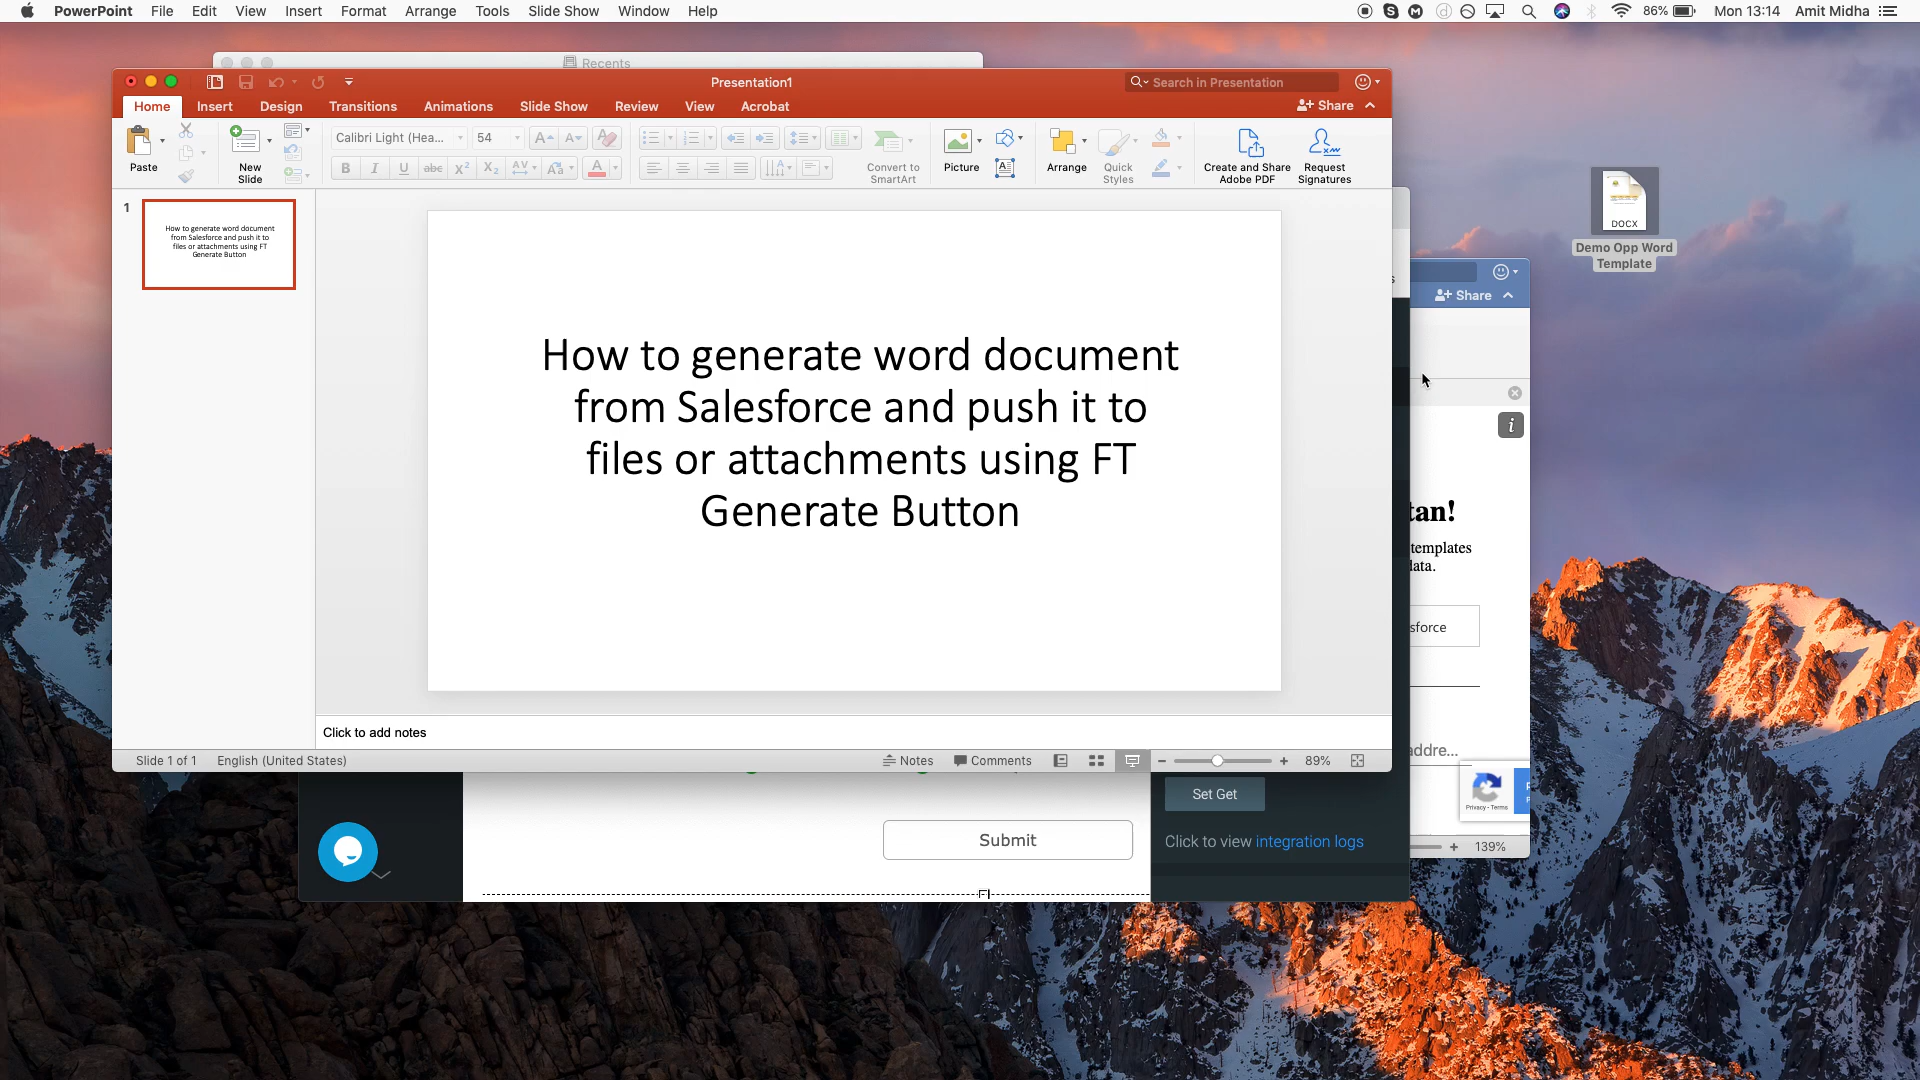 PowerPoint File Edit View Insert Format Arrange Tools Slide Show Window Help
86% Mon 13:14 Amit Midha
Recents
Presentation1
Search in Presentation
Home Insert Design Transitions Animations Slide Show Review View Acrobat
Share
Calibri Light (Hea... 54
Paste
New
Slide
Convert to
SmartArt
Picture
Arrange
Quick
Styles
Create and Share
Adobe PDF
Request
Signatures
1
How to generate word document
from Salesforce and push it to
files or attachments using FT
Generate Button
How to generate word document
from Salesforce and push it to
files or attachments using FT
Generate Button
Click to add notes
Slide 1 of 1 English (United States) Notes Comments 89%
DOCX
Demo Opp Word
Template
Share
tan!
templates
data.
sforce
addre...
Privacy - Terms
139%
Set Get
Submit
Click to view integration logs